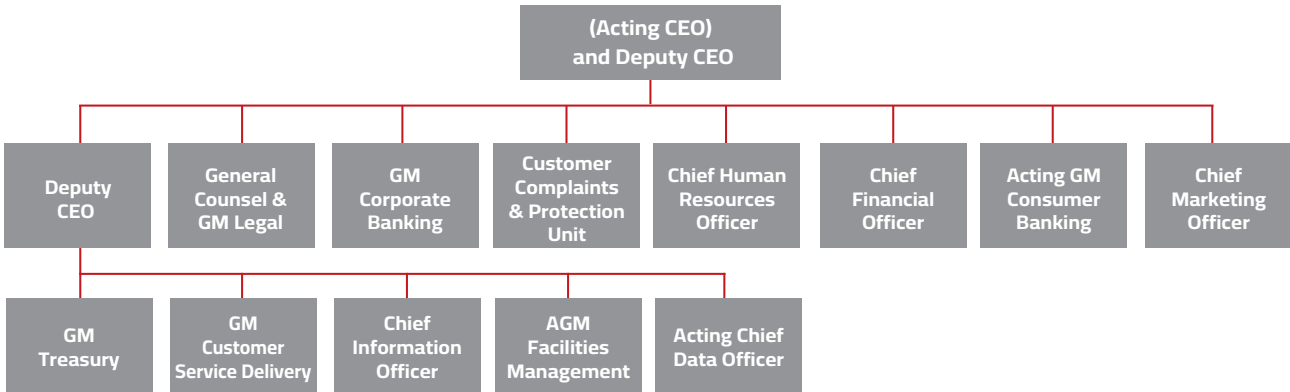 (Acting CEO)
and Deputy CEO
Deputy
CEO
General
Counsel &
GM Legal
GM
Corporate
Banking
Customer
Complaints
& Protection
Unit
Chief Human
Resources
Officer
Chief
Financial
Officer
Acting GM
Consumer
Banking
Chief
Marketing
Officer
GM
Treasury
GM
Customer
Service Delivery
Chief
Information
Officer
AGM
Facilities
Management
Acting Chief
Data Officer